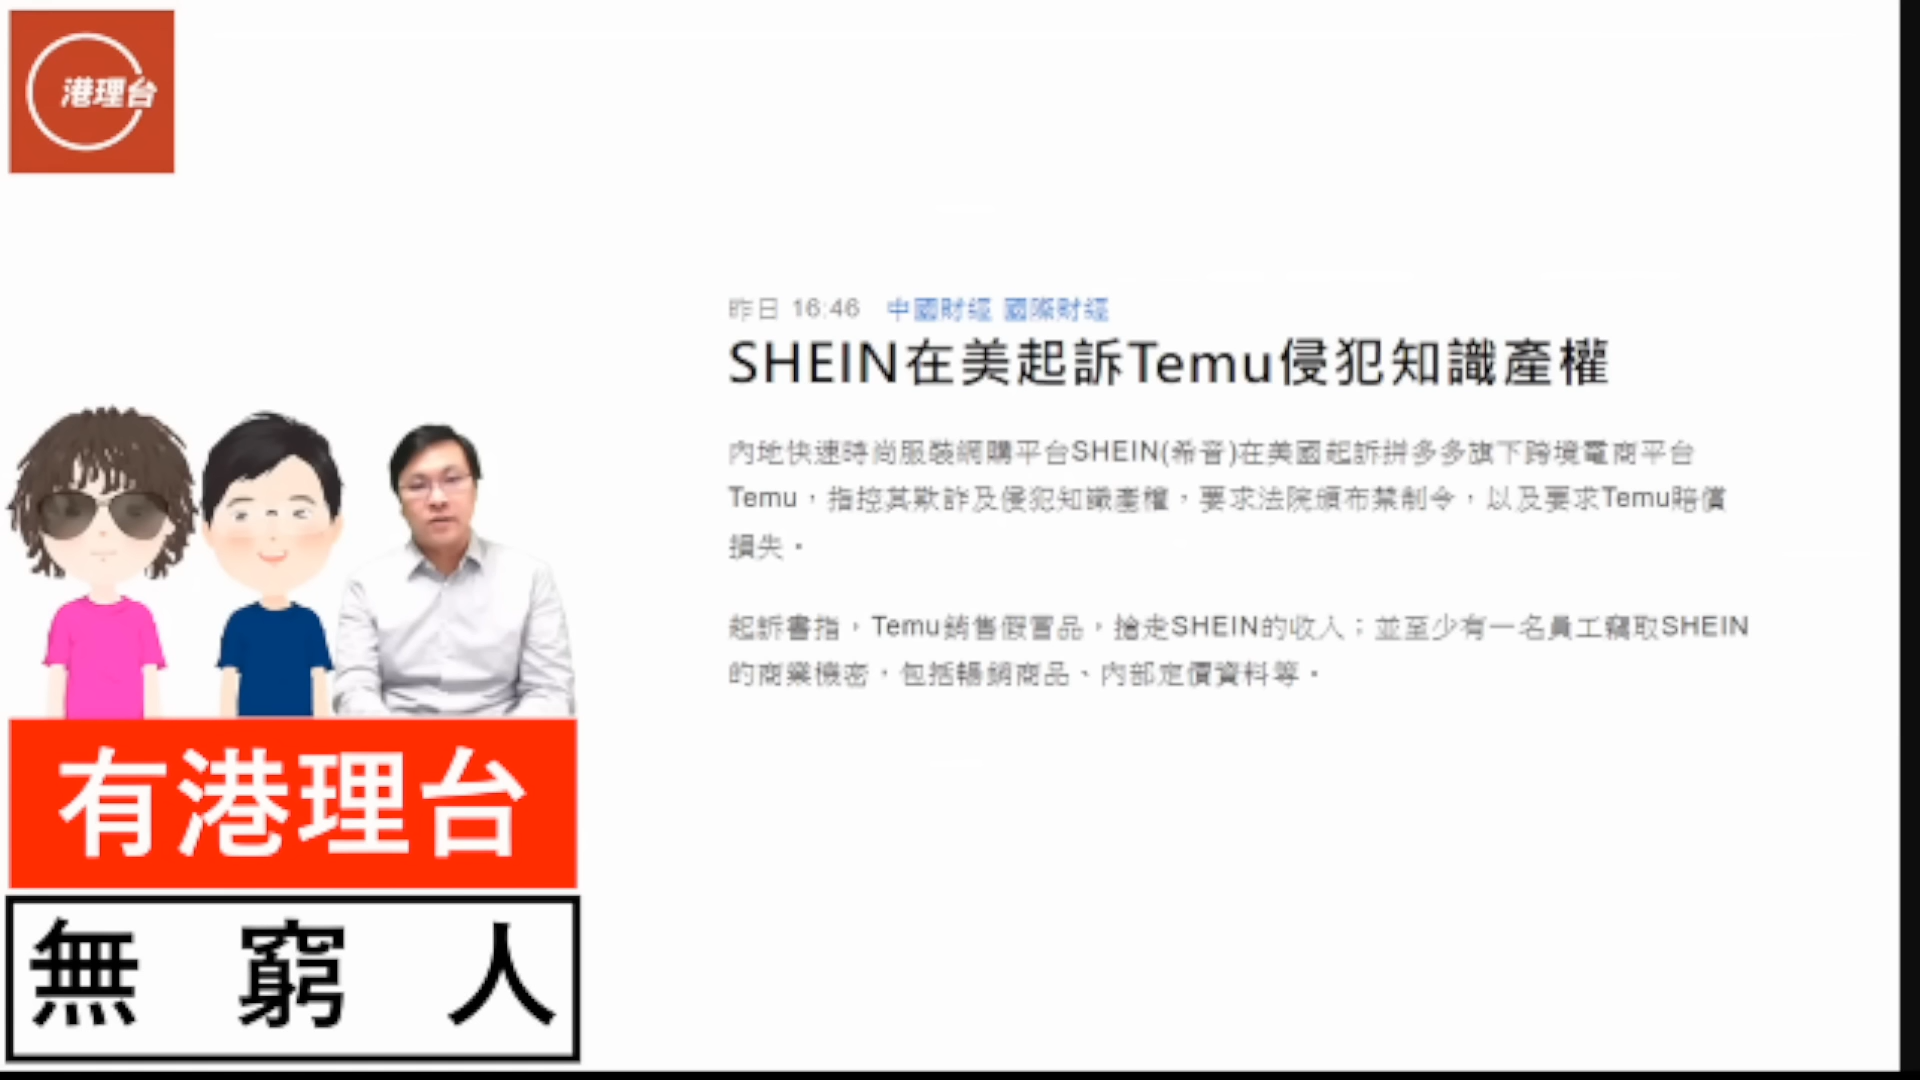 港理台
昨日 16:46 中國財經 國際財經
SHEIN在美起訴Temu侵犯知識產權
內地快速時尚服裝網購平台SHEIN(希音)在美國起訴拼多多旗下跨境電商平台
Temu，指控其欺詐及侵犯知識產權，要求法院頒布禁制令，以及要求Temu賠償
損失。
起訴書指，Temu銷售假冒品，搶走SHEIN的收入；並至少有一名員工竊取SHEIN
的商業機密，包括暢銷商品、內部定價資料等。
有港理台
無窮人